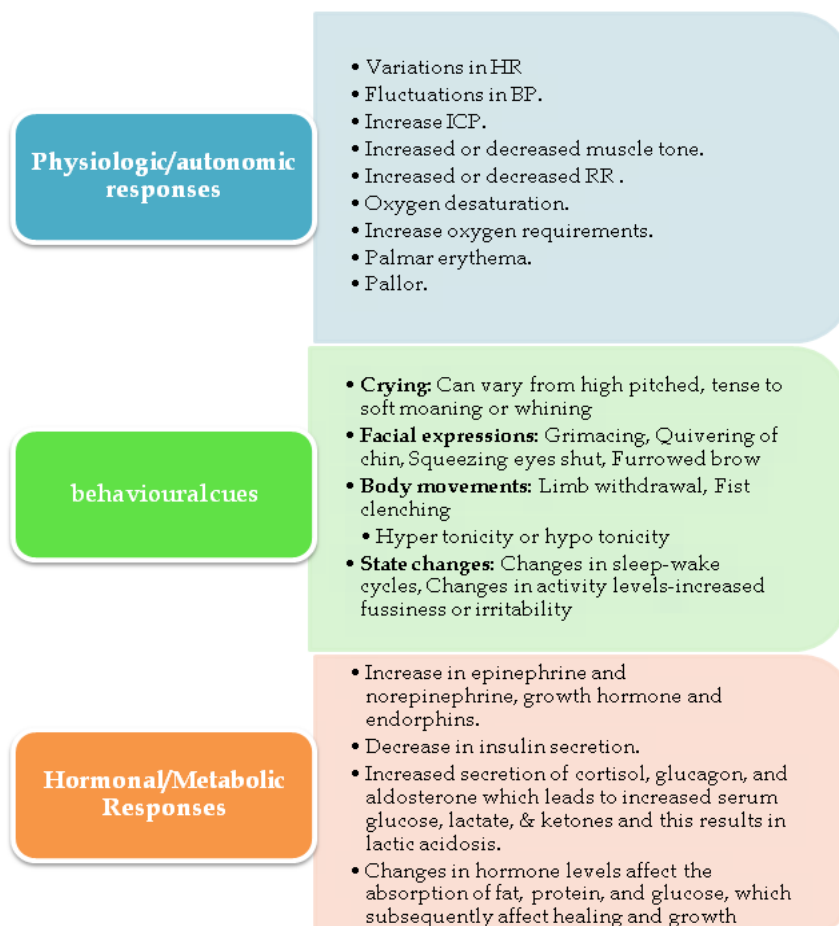 Physiologic/autonomic
responses
• Variations in HR
• Fluctuations in BP.
• Increase ICP.
• Increased or decreased muscle tone.
• Increased or decreased RR .
• Oxygen desaturation.
• Increase oxygen requirements.
• Palmar erythema.
• Pallor.
behavioural cues
• Crying: Can vary from high pitched, tense to
soft moaning or whining
• Facial expressions: Grimacing, Quivering of
chin, Squeezing eyes shut, Furrowed brow
• Body movements: Limb withdrawal, Fist
clenching
• Hyper tonicity or hypo tonicity
• State changes: Changes in sleep-wake
cycles, Changes in activity levels-increased
fussiness or irritability
Hormonal/Metabolic
Responses
• Increase in epinephrine and
norepinephrine, growth hormone and
endorphins.
• Decrease in insulin secretion.
• Increased secretion of cortisol, glucagon, and
aldosterone which leads to increased serum
glucose, lactate, & ketones and this results in
lactic acidosis.
• Changes in hormone levels affect the
absorption of fat, protein, and glucose, which
subsequently affect healing and growth